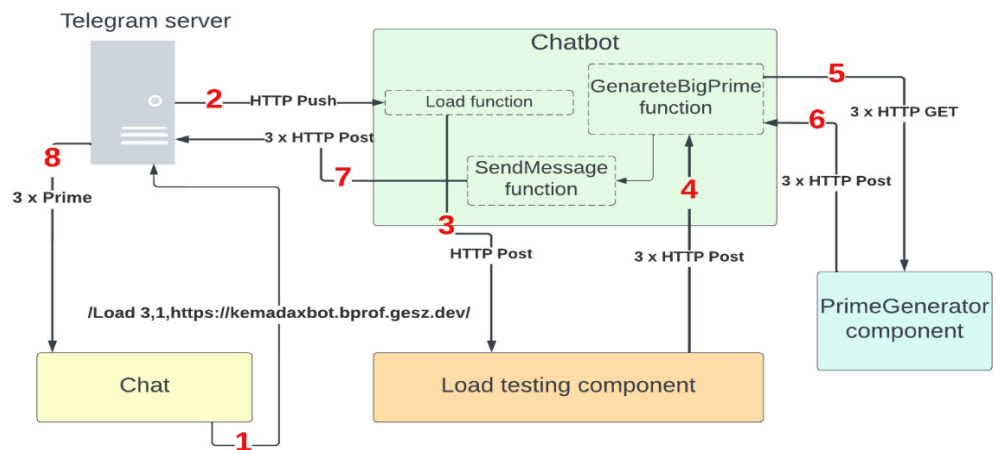 Telegram server
Chatbot
5
2
HTTP Push
Load function
GenareteBigPrime
function
3 x HTTP GET
6
3 x HTTP Post
8
7
SendMessage
function
4
3 x HTTP Post
3 x Prime
3
HTTP Post
3 x HTTP Post
/Load 3,1,https://kemadaxbot.bprof.gesz.dev/
PrimeGenerator
component
Chat
Load testing component
1